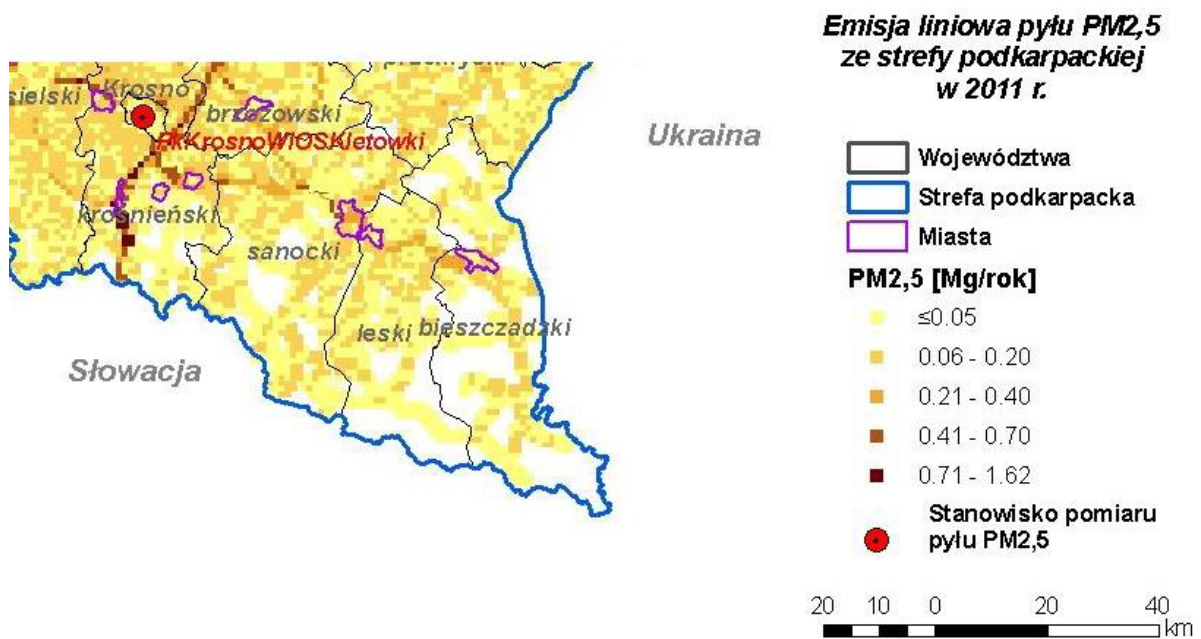 Emisja liniowa pyłu PM2,5
ze strefy podkarpackiej
w 2011 r.
sielski
Krosno
brzozowski
PkKrosnoWIOSKletowki
krośnieński
sanocki
leski
bieszczadzki
Ukraina
Słowacja
Województwa
Strefa podkarpacka
Miasta
PM2,5 [Mg/rok]
≤0.05
0.06 - 0.20
0.21 - 0.40
0.41 - 0.70
0.71 - 1.62
Stanowisko pomiaru
pyłu PM2,5
20 10 0 20 40
km